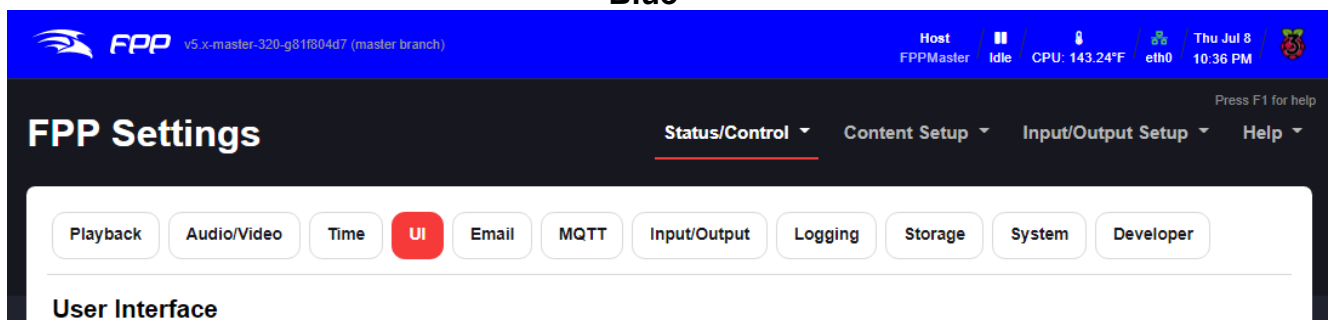 Blue
FPP v5.x-master-320-g81f804d7 (master branch)
Host
FPPMaster
Idle
CPU: 143.24°F
eth0
Thu Jul 8
10:36 PM
3
Press F1 for help
FPP Settings
Status/Control Content Setup Input/Output Setup Help
Playback Audio/Video Time UI Email MQTT Input/Output Logging Storage System Developer
User Interface